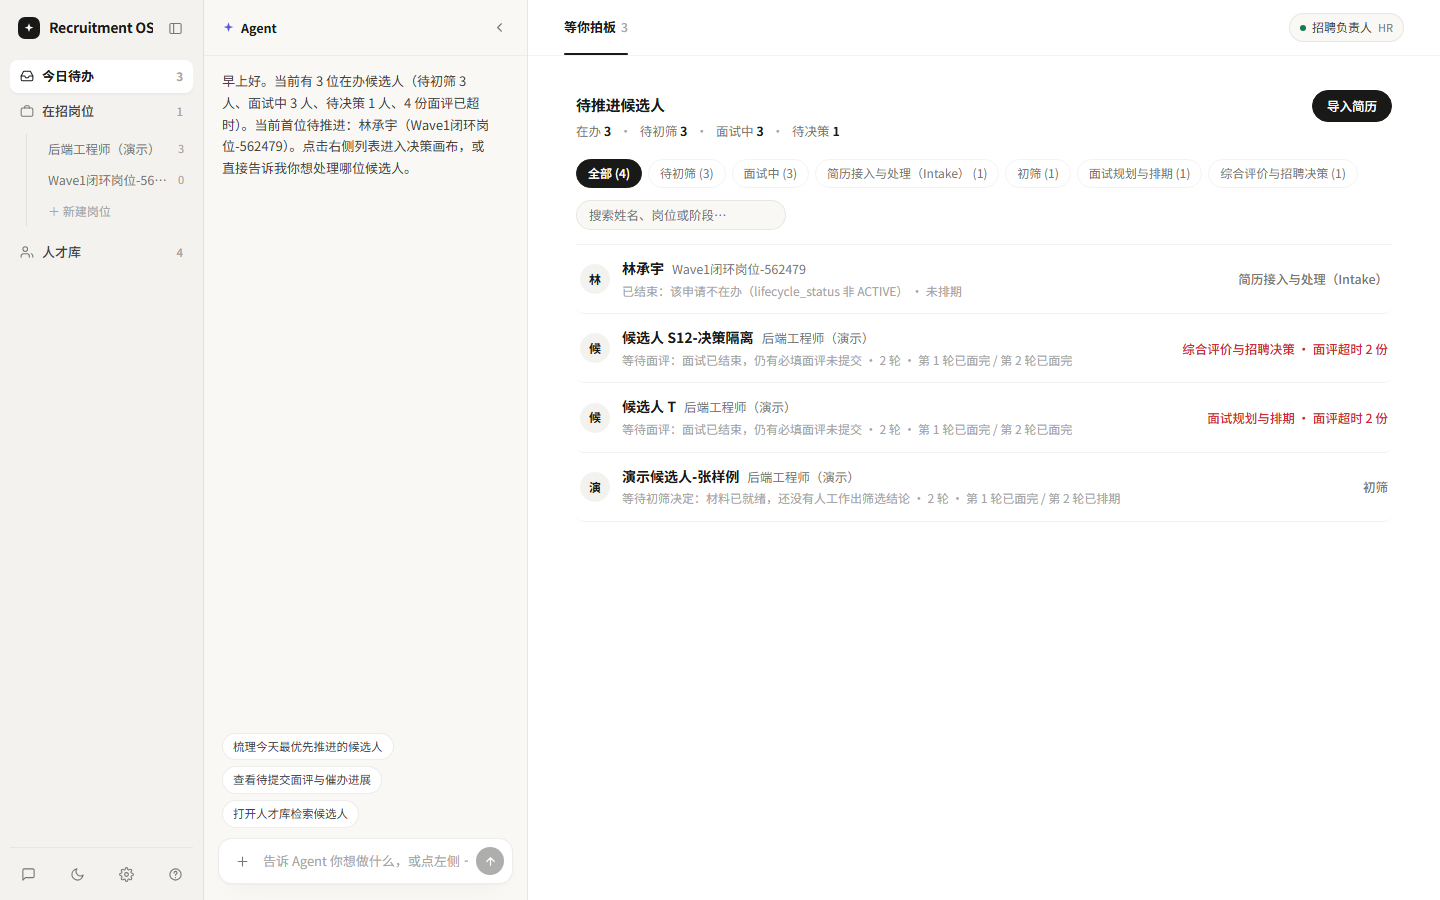 Recruitment OS
今日待办 3
在招岗位 1
后端工程师（演示） 3
Wave1闭环岗位-56··· 0
+ 新建岗位
人才库 4
Agent
早上好。当前有 3 位在办候选人（待初筛 3
人、面试中 3 人、待决策 1 人、4 份面评已超
时）。当前首位待推进：林承宇（Wave1闭环岗
位-562479）。点击右侧列表进入决策画布，或
直接告诉我你想处理哪位候选人。
梳理今天最优先推进的候选人
查看待提交面评与催办进展
打开人才库检索候选人
告诉 Agent 你想做什么，或点左侧
等你拍板 3
招聘负责人 HR
待推进候选人
导入简历
在办 3 · 待初筛 3 · 面试中 3 · 待决策 1
全部 (4) 待初筛 (3) 面试中 (3) 简历接入与处理（Intake） (1) 初筛 (1) 面试规划与排期 (1) 综合评价与招聘决策 (1)
搜索姓名、岗位或阶段···
林 林承宇 Wave1闭环岗位-562479
已结束：该申请不在办（lifecycle_status 非 ACTIVE） · 未排期
简历接入与处理（Intake）
候 候选人 S12-决策隔离 后端工程师（演示）
等待面评：面试已结束，仍有必填面评未提交 · 2 轮 · 第 1 轮已面完 / 第 2 轮已面完
综合评价与招聘决策 · 面评超时 2 份
候 候选人 T 后端工程师（演示）
等待面评：面试已结束，仍有必填面评未提交 · 2 轮 · 第 1 轮已面完 / 第 2 轮已面完
面试规划与排期 · 面评超时 2 份
演 演示候选人-张样例 后端工程师（演示）
等待初筛决定：材料已就绪，还没有人工作出筛选结论 · 2 轮 · 第 1 轮已面完 / 第 2 轮已排期
初筛